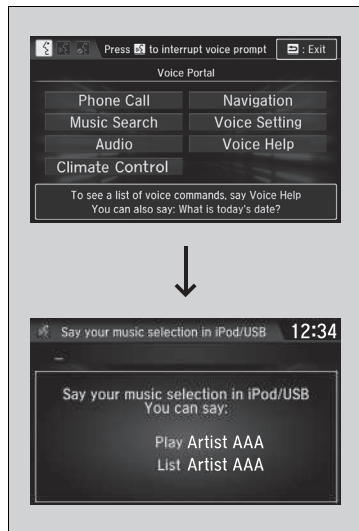 Press to interrupt voice prompt : Exit
Voice Portal
Phone Call Navigation
Music Search Voice Setting
Audio Voice Help
Climate Control
To see a list of voice commands, say Voice Help
You can also say: What is today's date?
Say your music selection in iPod/USB 12:34
Say your music selection in iPod/USB
You can say:
Play Artist AAA
List Artist AAA